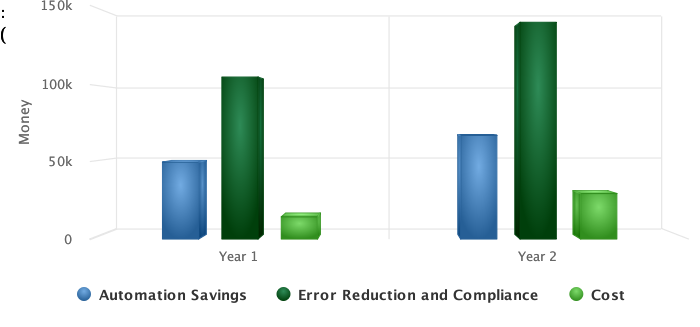 :
(
150k
100k
50k
0
Money
Year 1
Year 2
Automation Savings
Error Reduction and Compliance
Cost